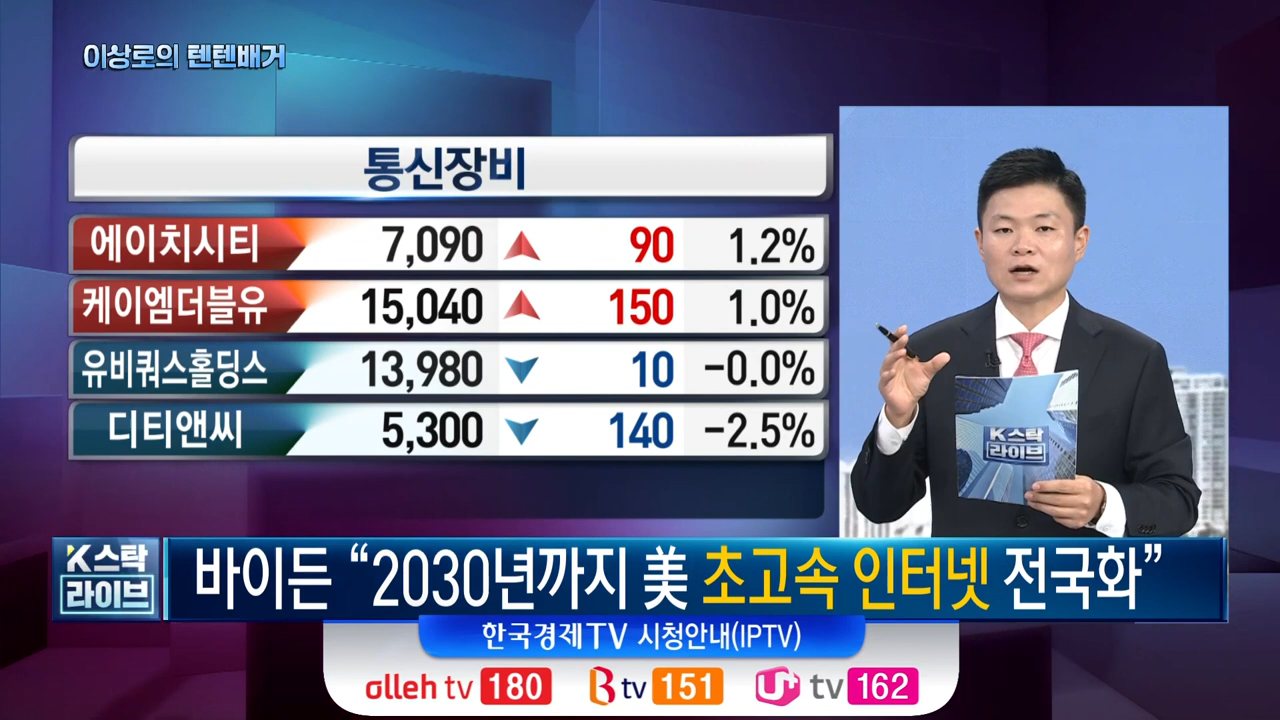 이상로의 텐텐배거
통신장비
에이치시티 7,090 ▲ 90 1.2%
케이엠더블유 15,040 ▲ 150 1.0%
유비쿼스홀딩스 13,980 ▼ 10 -0.0%
디티앤씨 5,300 ▼ 140 -2.5%
K스탁
라이브
K스탁
라이브
바이든 “2030년까지 美 초고속 인터넷 전국화”
한국경제TV 시청안내(IPTV)
olleh tv 180 B tv 151 U+ tv 162